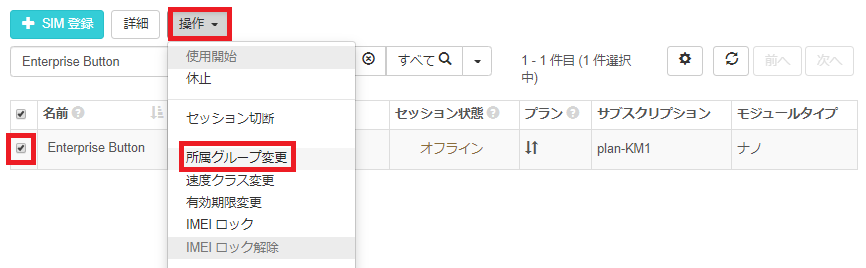 + SIM 登録 詳細 操作
Enterprise Button すべて 1 - 1 件目 (1 件選択中) 前へ 次へ
使用開始
休止
セッション切断
所属グループ変更
速度クラス変更
有効期限変更
IMEI ロック
IMEI ロック解除
名前 セッション状態 プラン サブスクリプション モジュールタイプ
Enterprise Button オフライン plan-KM1 ナノ